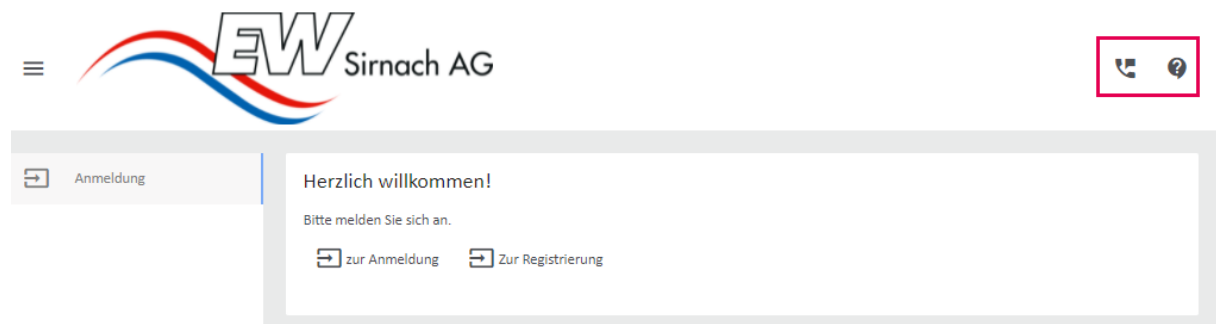 EW Sirnach AG
Anmeldung
Herzlich willkommen!
Bitte melden Sie sich an.
zur Anmeldung Zur Registrierung